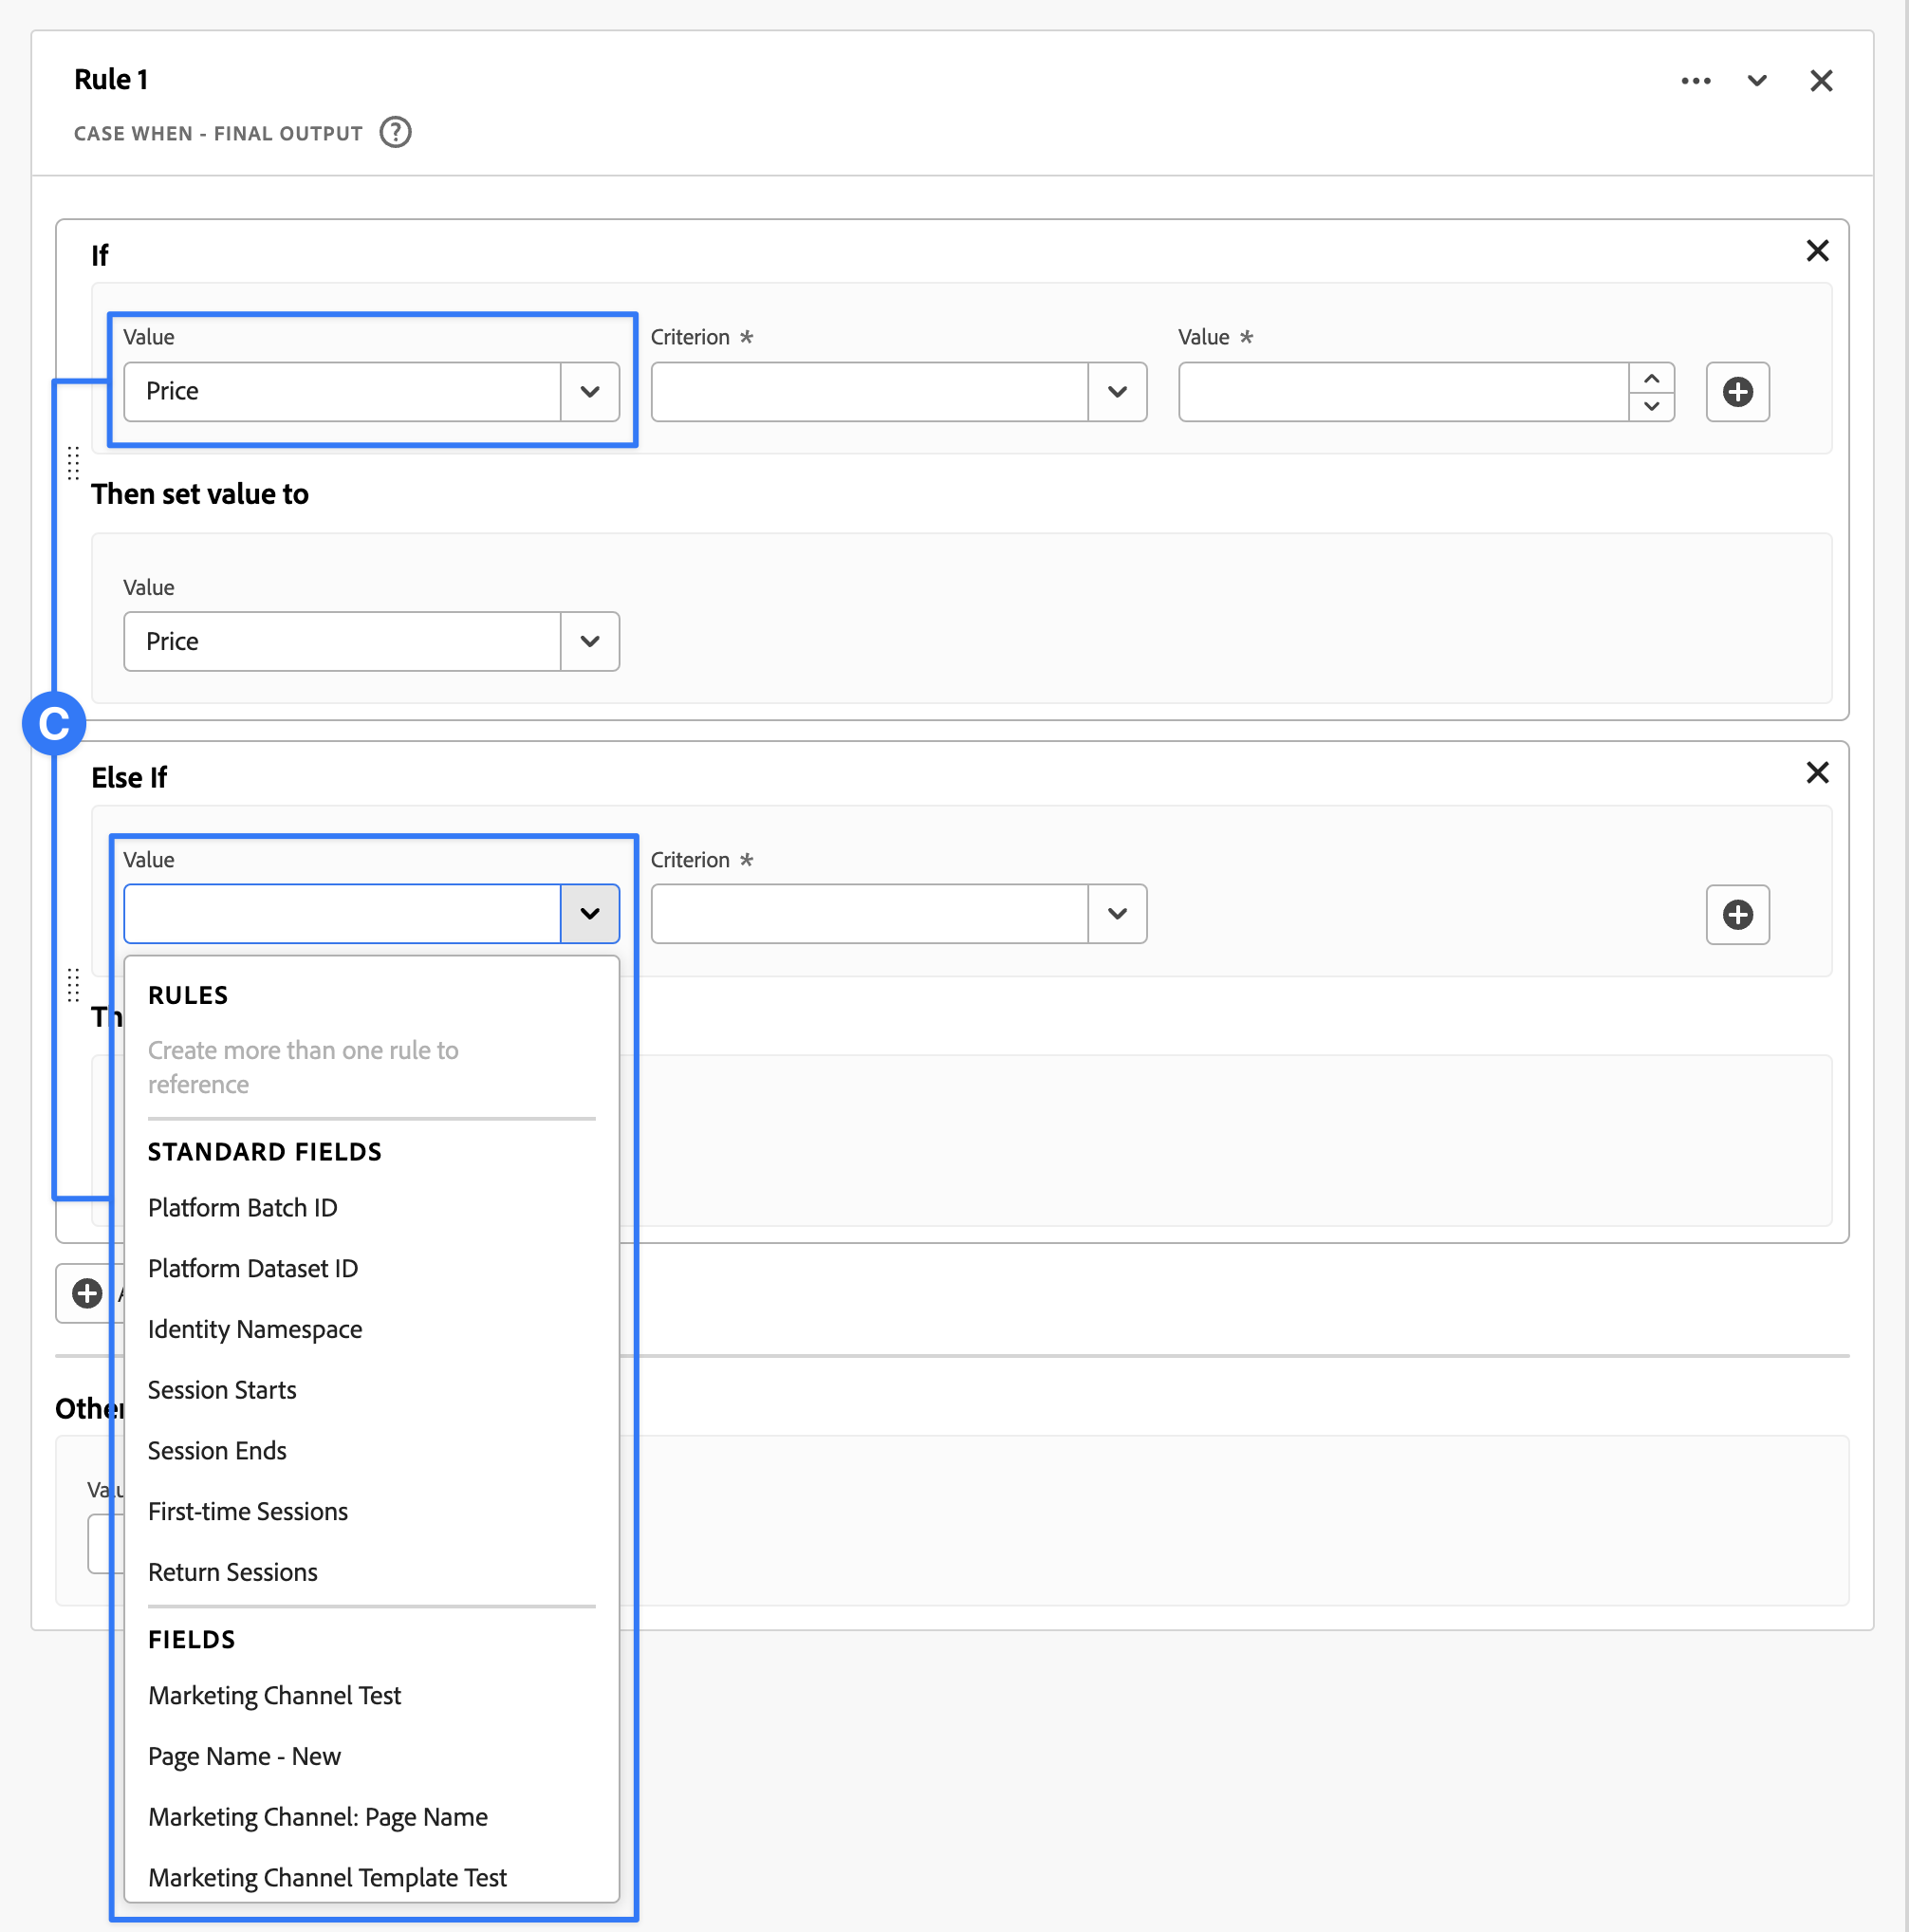 Rule 1
CASE WHEN - FINAL OUTPUT ?
If
Value Criterion * Value *
Price
Then set value to
Value
Price
C
Else If
Value Criterion *
RULES
Create more than one rule to
reference
STANDARD FIELDS
Platform Batch ID
Platform Dataset ID
Identity Namespace
Session Starts
Session Ends
First-time Sessions
Return Sessions
FIELDS
Marketing Channel Test
Page Name - New
Marketing Channel: Page Name
Marketing Channel Template Test